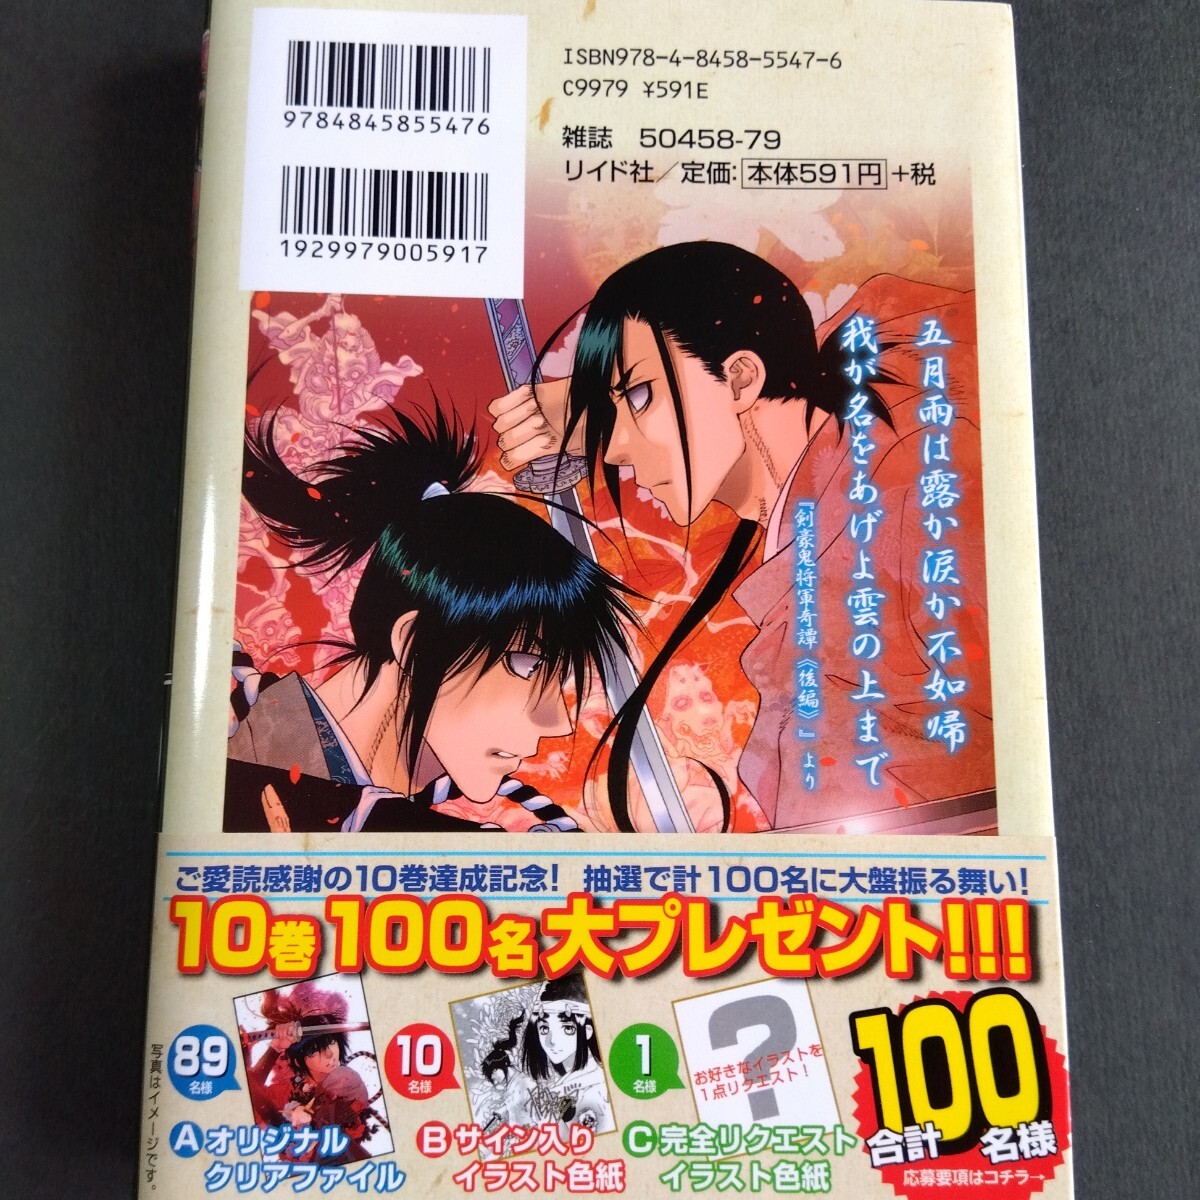 9784845855476
1929979005917
ISBN978-4-8458-5547-6
C9979 ¥591E
雑誌 50458-79
リイド社／定価：本体591円+税
五月雨は露か涙か不如帰
我が名をあげよ雲の上まで
『剣豪鬼将軍奇譚《後編》』より
ご愛読感謝の10巻達成記念! 抽選で計100名に大盤振る舞い!
10巻100名大プレゼント!!!
89名様
A オリジナル
クリアファイル
10名様
B サイン入り
イラスト色紙
1名様
?
お好きなイラストを
1点リクエスト!
C 完全リクエスト
イラスト色紙
100
合計 名様
応募要項はコチラ→
写真はイメージです。